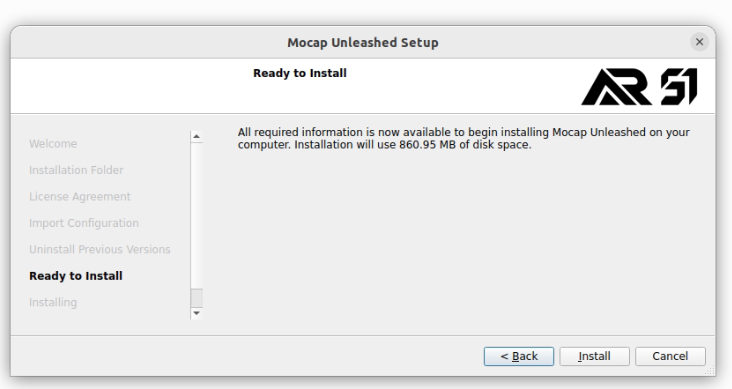 Mocap Unleashed Setup
Ready to Install
AR 51
Welcome
Installation Folder
License Agreement
Import Configuration
Uninstall Previous Versions
Ready to Install
Installing
All required information is now available to begin installing Mocap Unleashed on your
computer. Installation will use 860.95 MB of disk space.
< Back
Install
Cancel